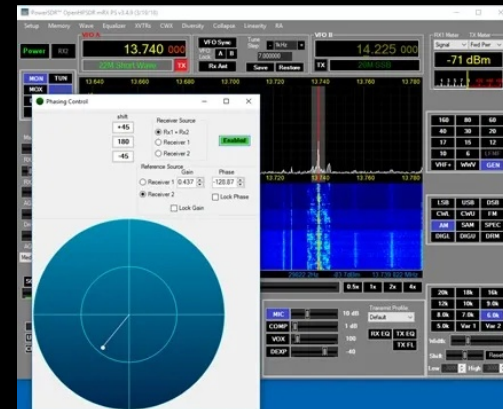 PowerSDR™ OpenHPSDR mRX PS v3.4.9 (3/19/18)
Setup Memory Wave Equalizer XVTRs CWX Diversity Collapse Linearity RA
Power RX2
VFO A
13.740 000
22M Short Wave TX
VFO Sync
VFO Lock: A B
Rx Ant
Tune Step: - 1kHz +
7.000000
Save Restore
VFO B
14.225 000
TX 20M SSB
RX1 Meter TX Meter
Signal Fwd Pwr
-71 dBm
MON TUN
MOX
13.640 13.660 13.680 13.700 13.720 13.740 13.760 13.780
Phasing Control
shift
+45
180
-45
Receiver Source
Rx1 + Rx2
Receiver 1
Receiver 2
Enabled
Reference Source
Gain Phase
Receiver 1 0.437 -128.87
Receiver 2
Lock Phase
Lock Gain
13.720 13.740 13.760 13.780
13.739 822 MHz
0.5x 1x 2x 4x
160 80 60
40 30 20
17 15 12
10 6
VHF+ WWV GEN
LSB USB DSB
CWL CWU FM
AM SAM SPEC
DIGL DIGU DRM
20k 18k 16k
12k 10k 9.0k
8.0k 7.0k 6.0k
5.0k Var 1 Var 2
Width:
Shift: Reset
Low High
MIC 10 dB
COMP 1 dB
VOX 100
DEXP -40
Transmit Profile:
Default
RX EQ TX EQ
TX FL